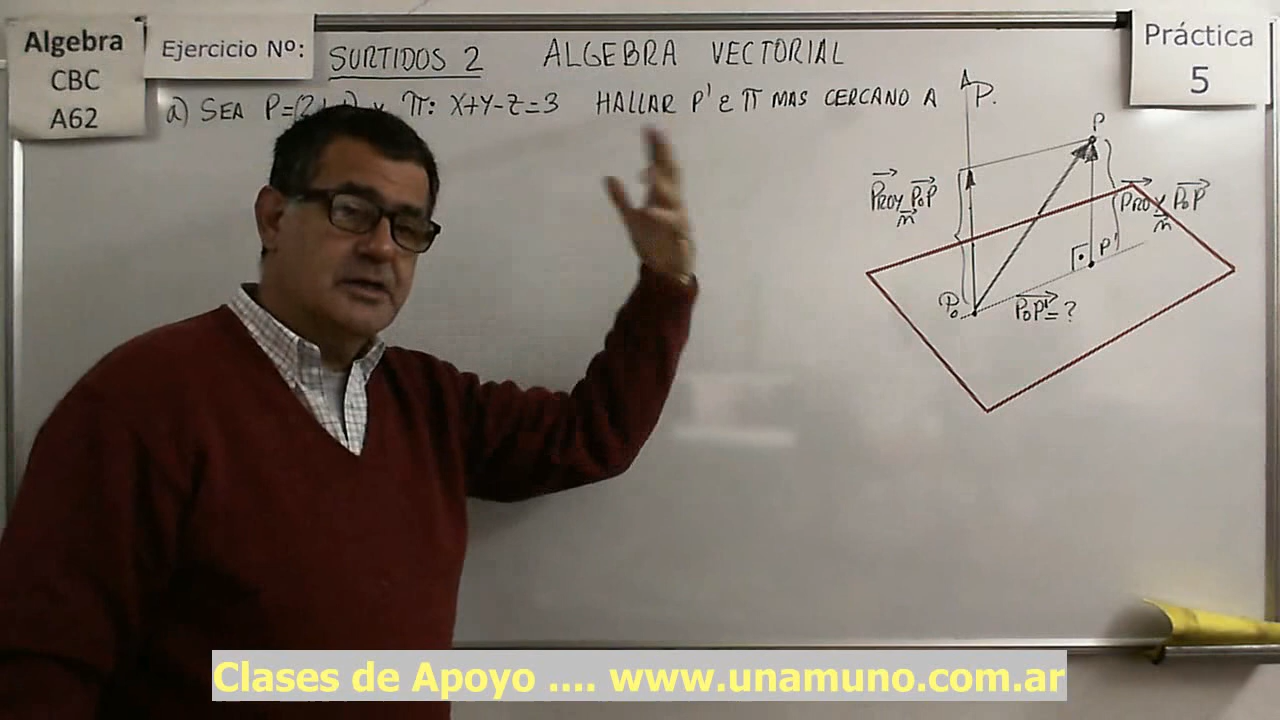 Algebra
CBC
A62
Ejercicio Nº:
SURTIDOS 2 ALGEBRA VECTORIAL
Práctica
5
a) SEA P=(2 π: X+Y-Z=3 HALLAR P' ε π MAS CERCANO A P.
P
PROY P₀P
n
PROY P₀P
n
P'
P₀
P₀P'=?
Clases de Apoyo .... www.unamuno.com.ar